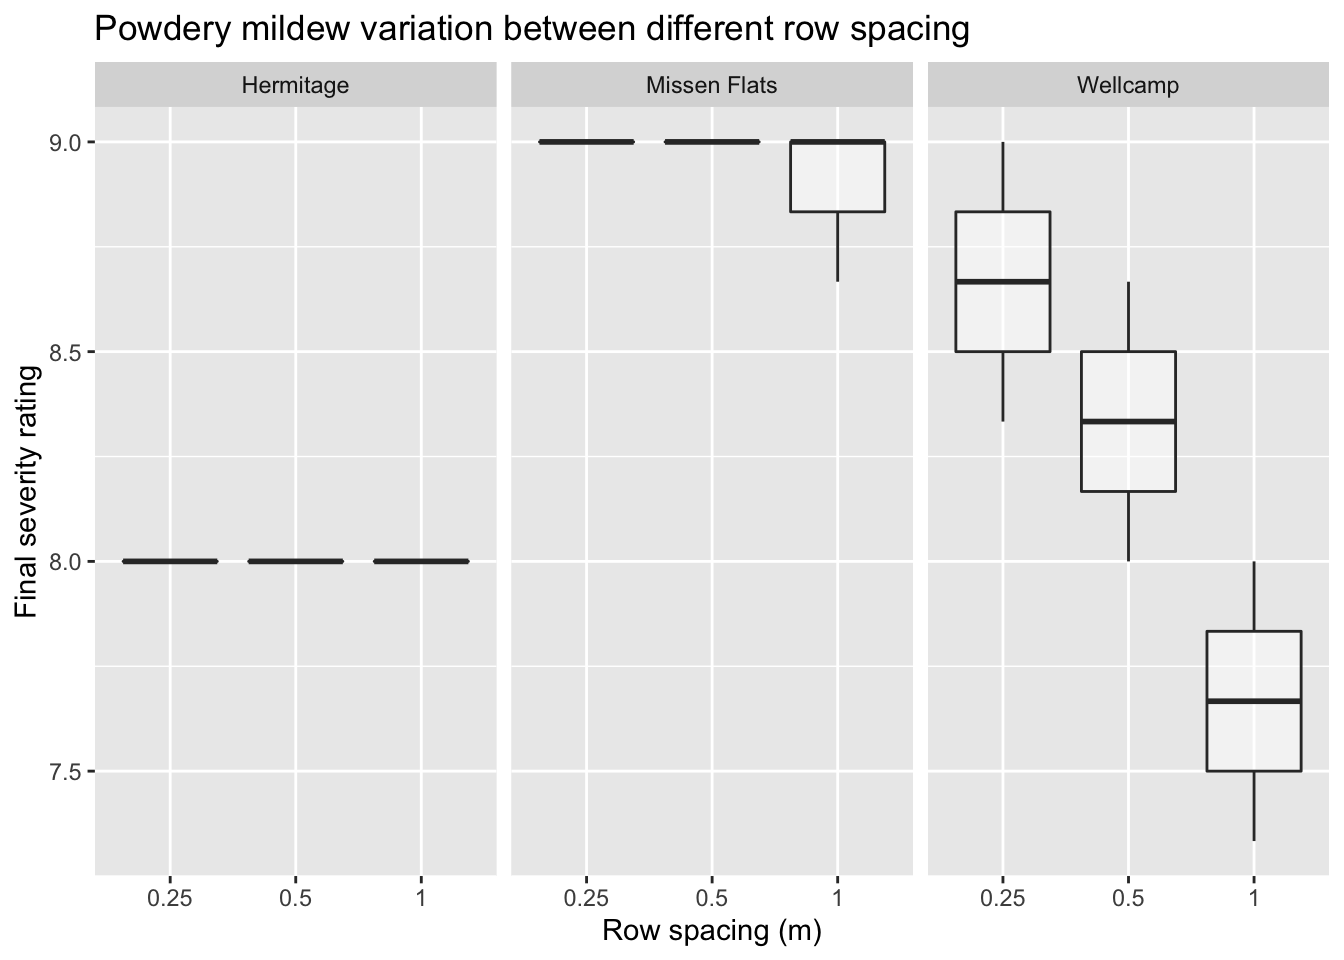 Powdery mildew variation between different row spacing
Hermitage
Missen Flats
Wellcamp
Final severity rating
9.0
8.5
8.0
7.5
0.25 0.5 1
0.25 0.5 1
0.25 0.5 1
Row spacing (m)